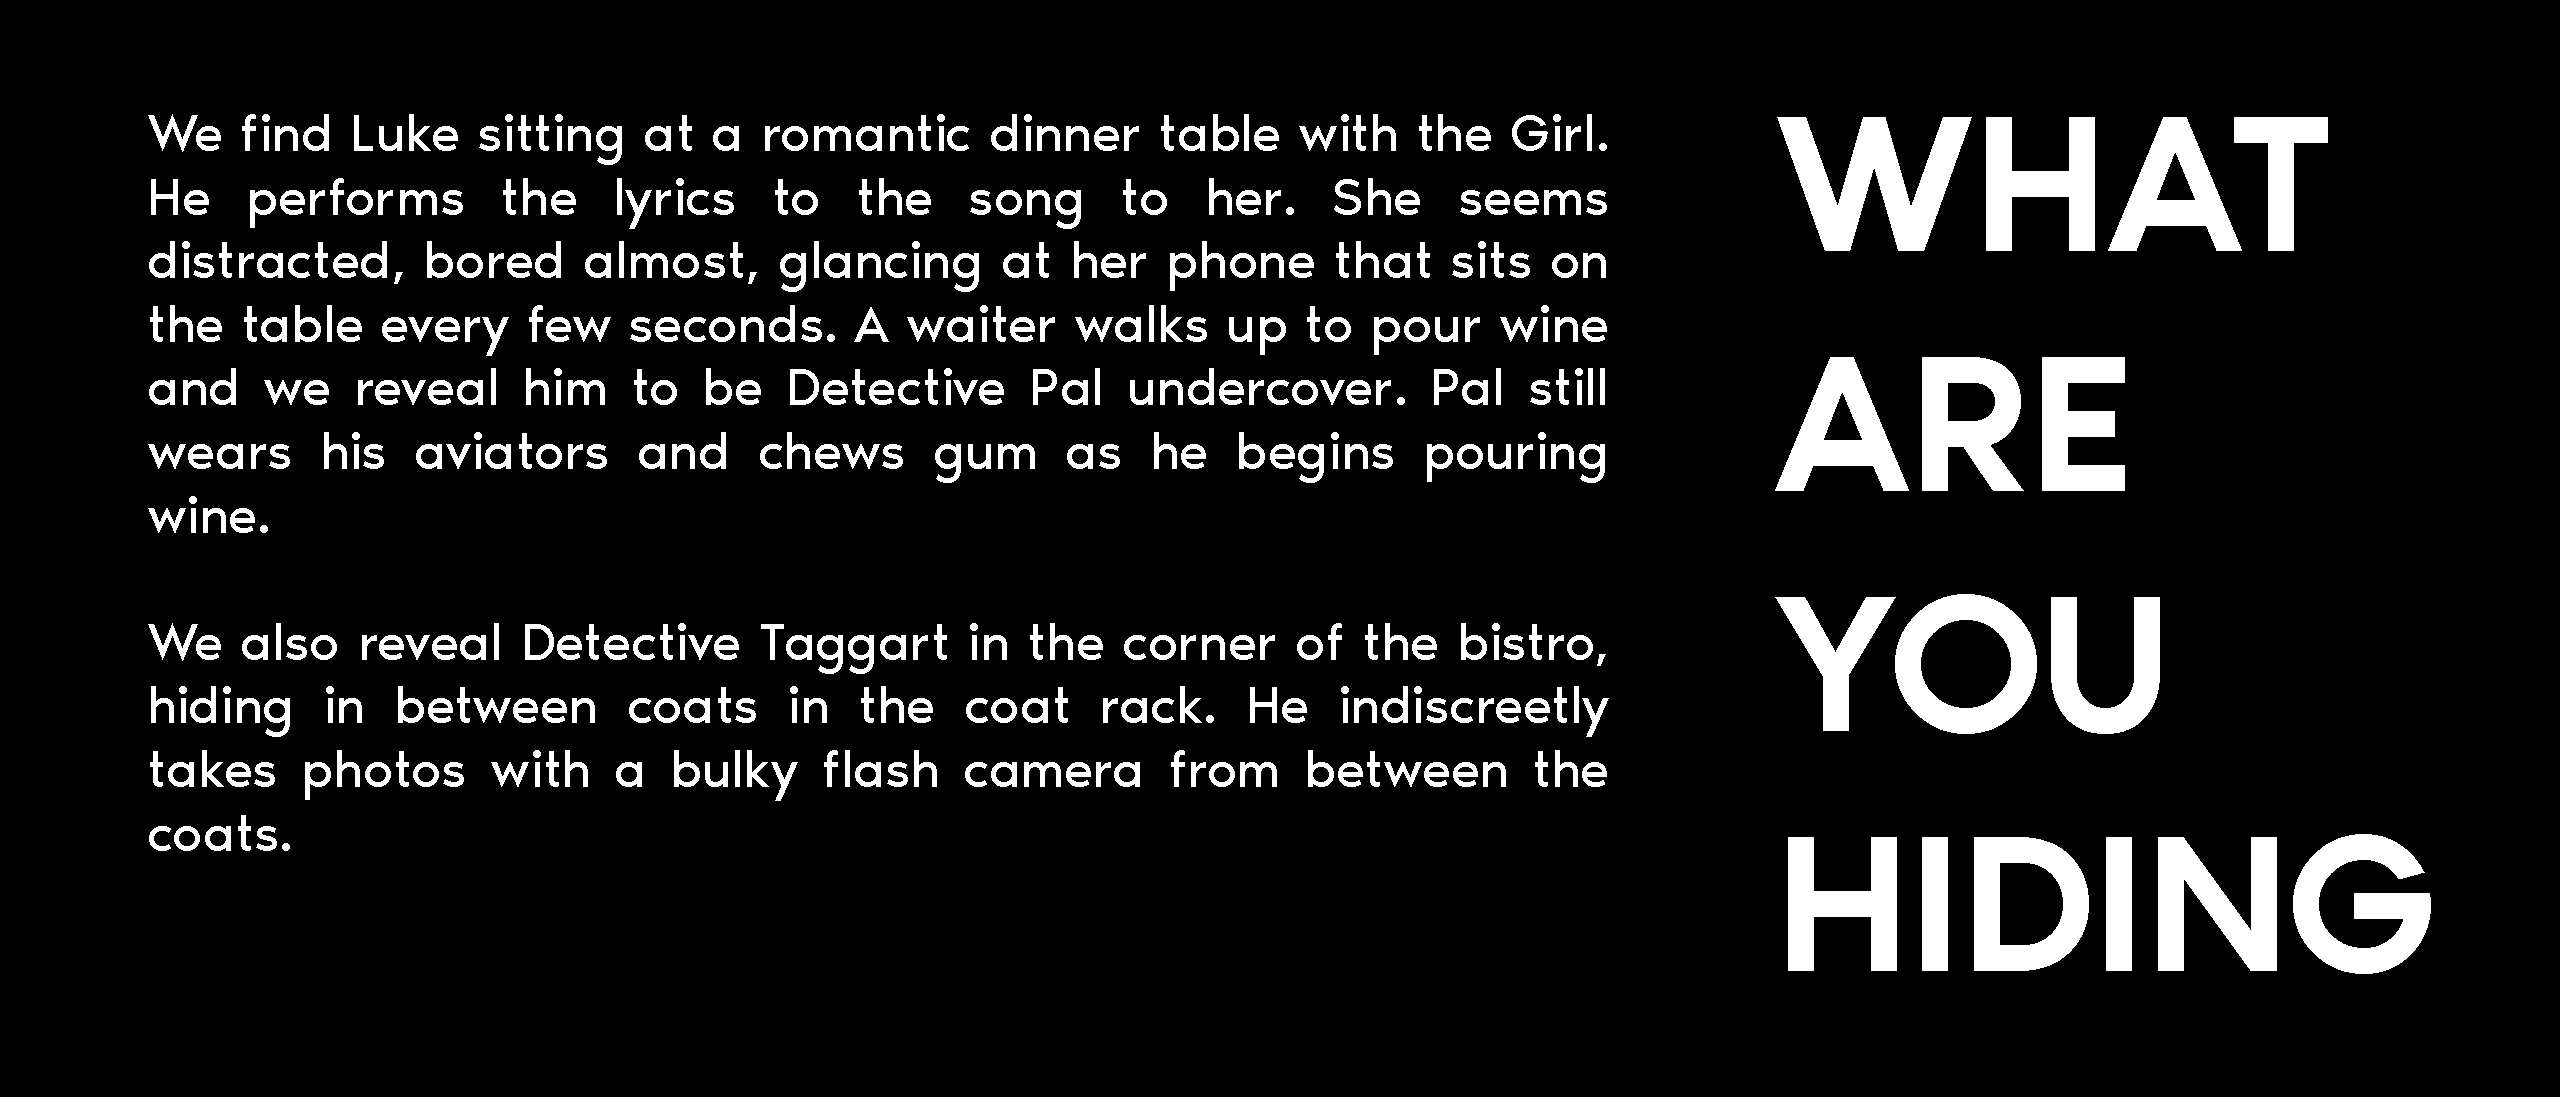 We find Luke sitting at a romantic dinner table with the Girl.
He performs the lyrics to the song to her. She seems
distracted, bored almost, glancing at her phone that sits on
the table every few seconds. A waiter walks up to pour wine
and we reveal him to be Detective Pal undercover. Pal still
wears his aviators and chews gum as he begins pouring
wine.
We also reveal Detective Taggart in the corner of the bistro,
hiding in between coats in the coat rack. He indiscreetly
takes photos with a bulky flash camera from between the
coats.
WHAT
ARE
YOU
HIDING